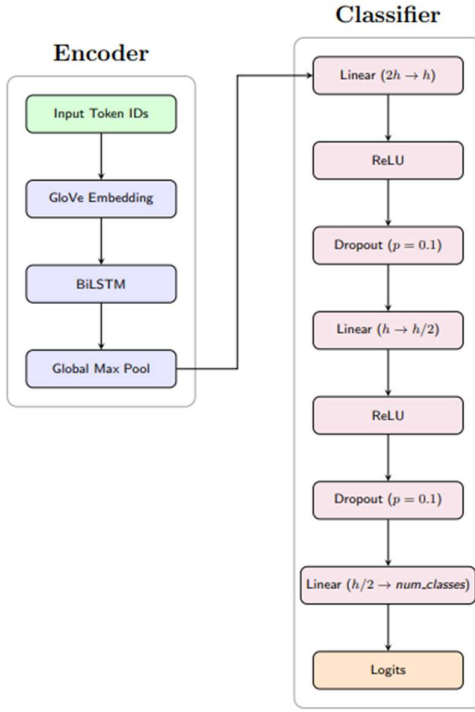 Encoder
Input Token IDs
GloVe Embedding
BiLSTM
Global Max Pool
Classifier
Linear (2h → h)
ReLU
Dropout (p = 0.1)
Linear (h → h/2)
ReLU
Dropout (p = 0.1)
Linear (h/2 → num_classes)
Logits